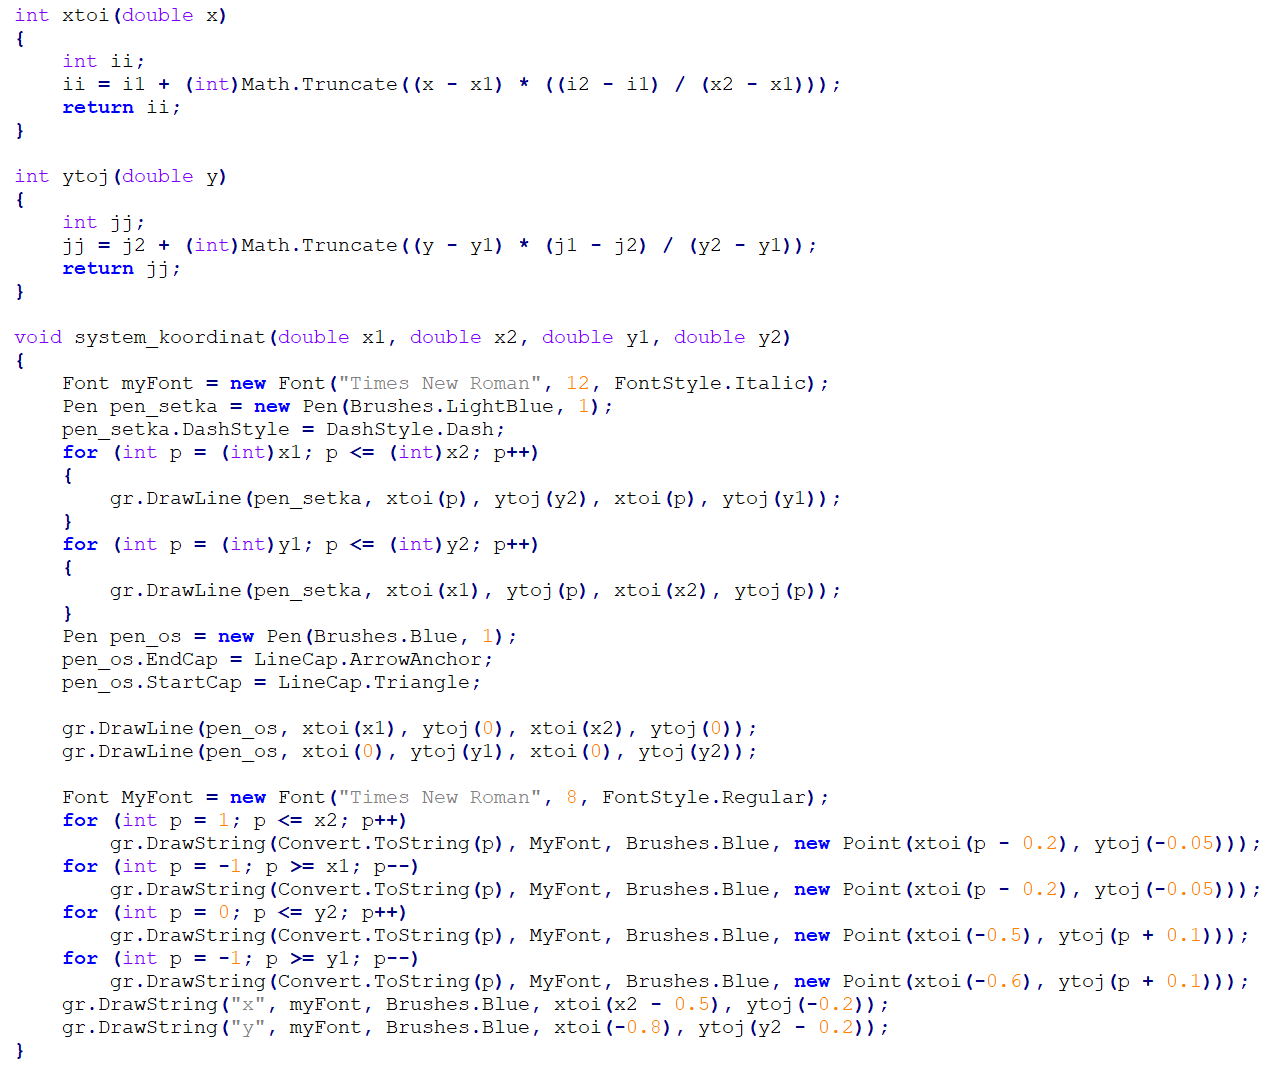 int xtoi(double x)
{
    int ii;
    ii = i1 + (int)Math.Truncate((x - x1) * ((i2 - i1) / (x2 - x1)));
    return ii;
}

int ytoj(double y)
{
    int jj;
    jj = j2 + (int)Math.Truncate((y - y1) * (j1 - j2) / (y2 - y1));
    return jj;
}

void system_koordinat(double x1, double x2, double y1, double y2)
{
    Font myFont = new Font("Times New Roman", 12, FontStyle.Italic);
    Pen pen_setka = new Pen(Brushes.LightBlue, 1);
    pen_setka.DashStyle = DashStyle.Dash;
    for (int p = (int)x1; p <= (int)x2; p++)
    {
        gr.DrawLine(pen_setka, xtoi(p), ytoj(y2), xtoi(p), ytoj(y1));
    }
    for (int p = (int)y1; p <= (int)y2; p++)
    {
        gr.DrawLine(pen_setka, xtoi(x1), ytoj(p), xtoi(x2), ytoj(p));
    }
    Pen pen_os = new Pen(Brushes.Blue, 1);
    pen_os.EndCap = LineCap.ArrowAnchor;
    pen_os.StartCap = LineCap.Triangle;

    gr.DrawLine(pen_os, xtoi(x1), ytoj(0), xtoi(x2), ytoj(0));
    gr.DrawLine(pen_os, xtoi(0), ytoj(y1), xtoi(0), ytoj(y2));

    Font MyFont = new Font("Times New Roman", 8, FontStyle.Regular);
    for (int p = 1; p <= x2; p++)
        gr.DrawString(Convert.ToString(p), MyFont, Brushes.Blue, new Point(xtoi(p - 0.2), ytoj(-0.05)));
    for (int p = -1; p >= x1; p--)
        gr.DrawString(Convert.ToString(p), MyFont, Brushes.Blue, new Point(xtoi(p - 0.2), ytoj(-0.05)));
    for (int p = 0; p <= y2; p++)
        gr.DrawString(Convert.ToString(p), MyFont, Brushes.Blue, new Point(xtoi(-0.5), ytoj(p + 0.1)));
    for (int p = -1; p >= y1; p--)
        gr.DrawString(Convert.ToString(p), MyFont, Brushes.Blue, new Point(xtoi(-0.6), ytoj(p + 0.1)));
    gr.DrawString("x", myFont, Brushes.Blue, xtoi(x2 - 0.5), ytoj(-0.2));
    gr.DrawString("y", myFont, Brushes.Blue, xtoi(-0.8), ytoj(y2 - 0.2));
}